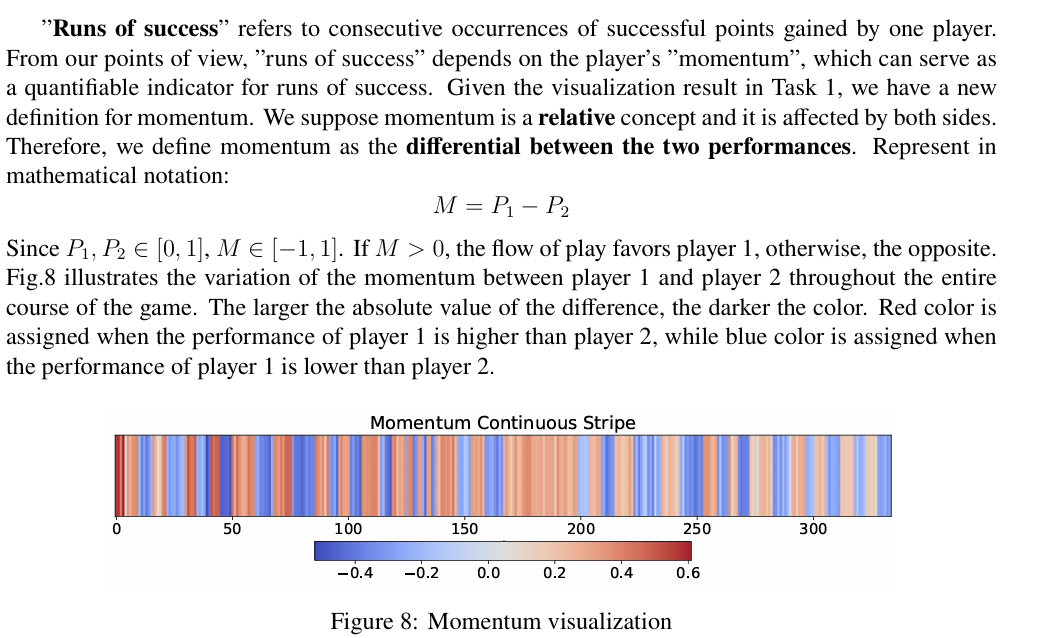 ”Runs of success” refers to consecutive occurrences of successful points gained by one player.
From our points of view, ”runs of success” depends on the player’s ”momentum”, which can serve as
a quantifiable indicator for runs of success. Given the visualization result in Task 1, we have a new
definition for momentum. We suppose momentum is a relative concept and it is affected by both sides.
Therefore, we define momentum as the differential between the two performances. Represent in
mathematical notation:
M = P₁ − P₂
Since P₁, P₂ ∈ [0, 1], M ∈ [−1, 1]. If M > 0, the flow of play favors player 1, otherwise, the opposite.
Fig.8 illustrates the variation of the momentum between player 1 and player 2 throughout the entire
course of the game. The larger the absolute value of the difference, the darker the color. Red color is
assigned when the performance of player 1 is higher than player 2, while blue color is assigned when
the performance of player 1 is lower than player 2.
Momentum Continuous Stripe
0 50 100 150 200 250 300
−0.4 −0.2 0.0 0.2 0.4 0.6
Figure 8: Momentum visualization